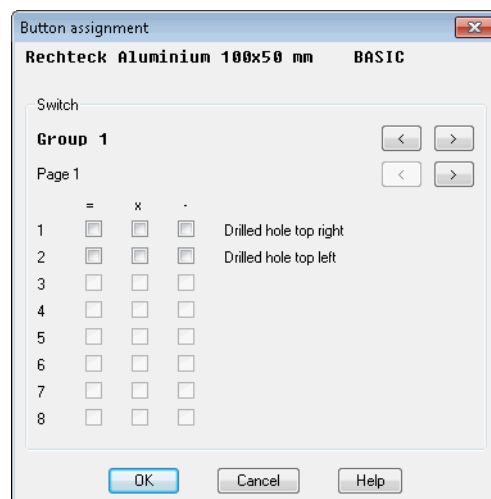 Button assignment
Rechteck Aluminium 100x50 mm BASIC
Switch
Group 1 < >
Page 1 < >
= x -
1 Drilled hole top right
2 Drilled hole top left
3
4
5
6
7
8
OK Cancel Help